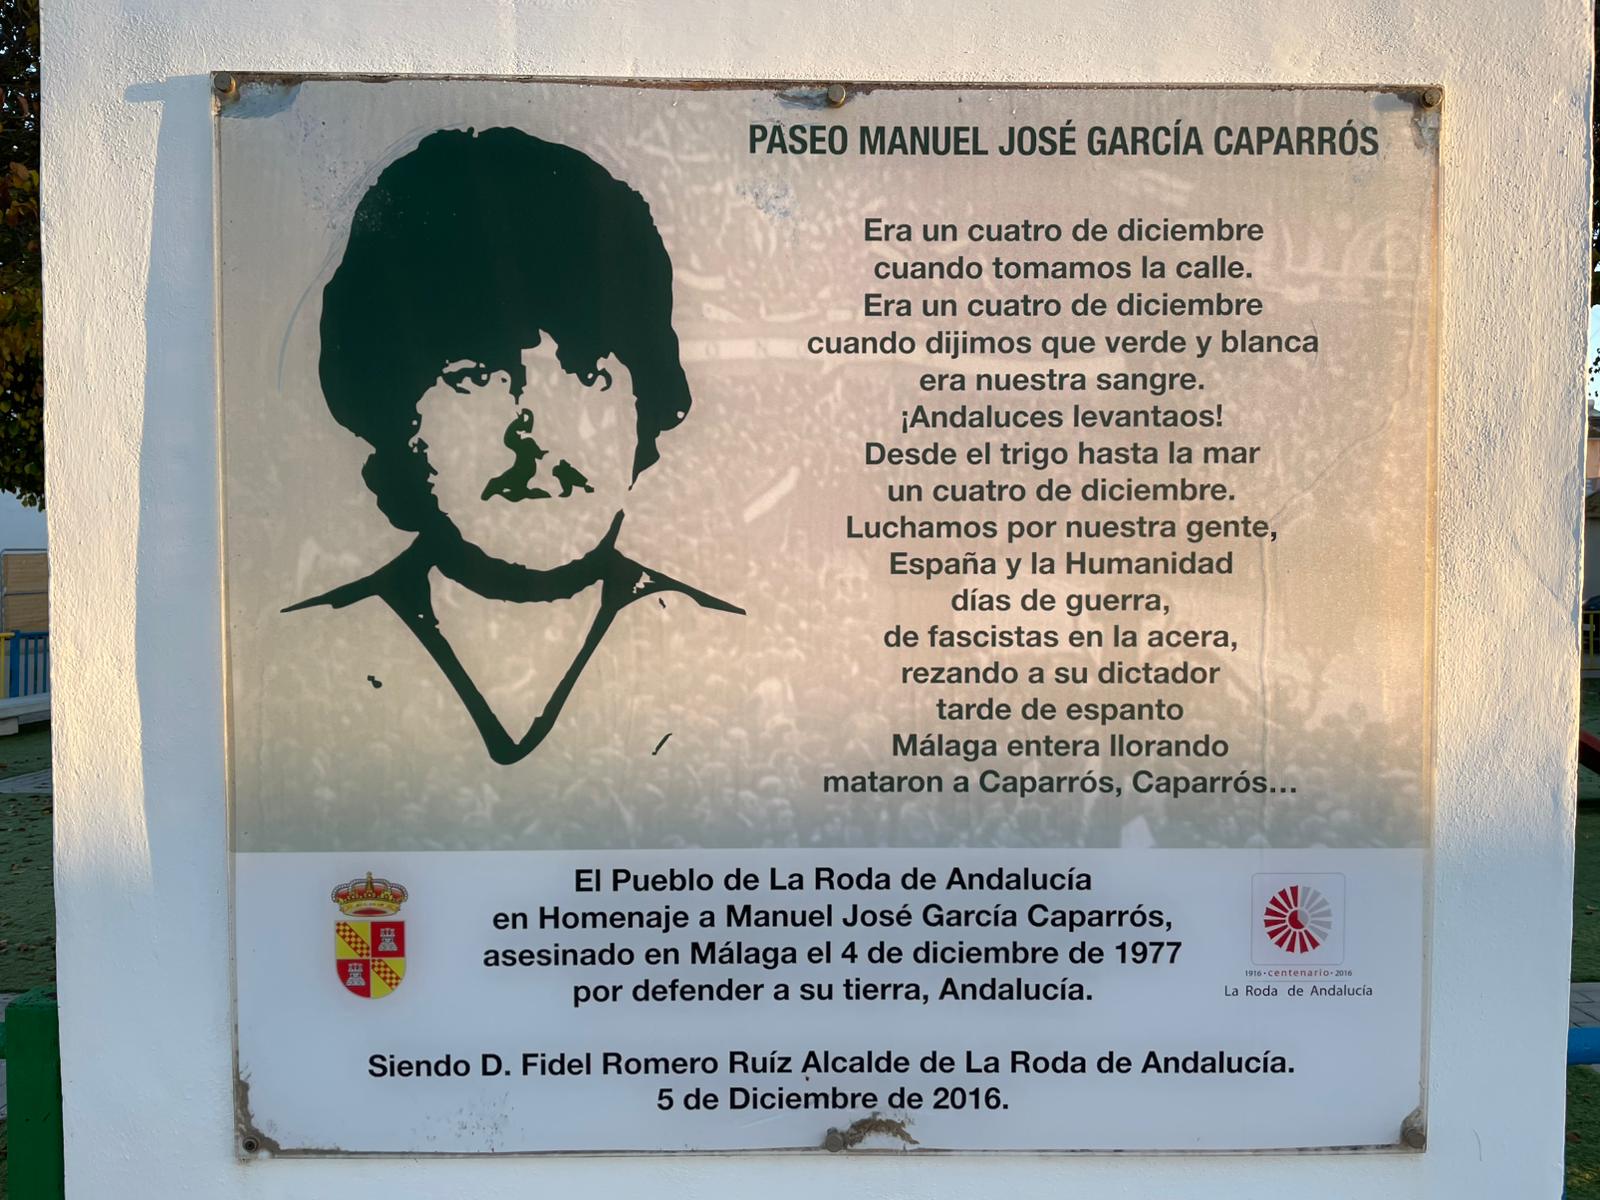 PASEO MANUEL JOSÉ GARCÍA CAPARRÓS
Era un cuatro de diciembre
cuando tomamos la calle.
Era un cuatro de diciembre
cuando dijimos que verde y blanca
era nuestra sangre.
¡Andaluces levantaos!
Desde el trigo hasta la mar
un cuatro de diciembre.
Luchamos por nuestra gente,
España y la Humanidad
días de guerra,
de fascistas en la acera,
rezando a su dictador
tarde de espanto
Málaga entera llorando
mataron a Caparrós, Caparrós...
El Pueblo de La Roda de Andalucía
en Homenaje a Manuel José García Caparrós,
asesinado en Málaga el 4 de diciembre de 1977
por defender a su tierra, Andalucía.
1916·centenario·2016
La Roda de Andalucía
Siendo D. Fidel Romero Ruíz Alcalde de La Roda de Andalucía.
5 de Diciembre de 2016.